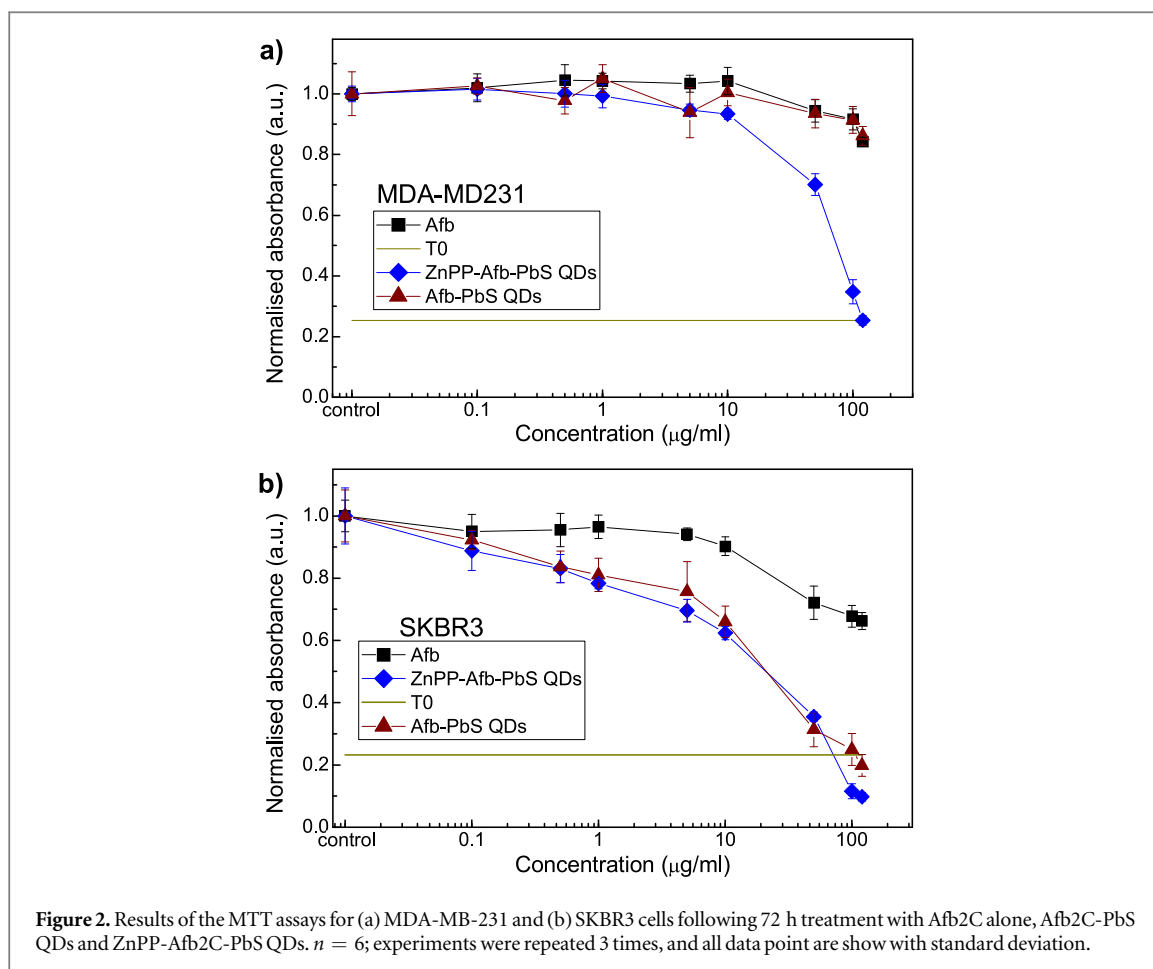 a)
Normalised absorbance (a.u.)
1.0
0.8
0.6
0.4
0.2
0.0
MDA-MD231
Afb
T0
ZnPP-Afb-PbS QDs
Afb-PbS QDs
control 0.1 1 10 100
Concentration (μg/ml)
b)
Normalised absorbance (a.u.)
1.0
0.8
0.6
0.4
0.2
0.0
SKBR3
Afb
ZnPP-Afb-PbS QDs
T0
Afb-PbS QDs
control 0.1 1 10 100
Concentration (μg/ml)
Figure 2. Results of the MTT assays for (a) MDA-MB-231 and (b) SKBR3 cells following 72 h treatment with Afb2C alone, Afb2C-PbS
QDs and ZnPP-Afb2C-PbS QDs. n = 6; experiments were repeated 3 times, and all data point are show with standard deviation.